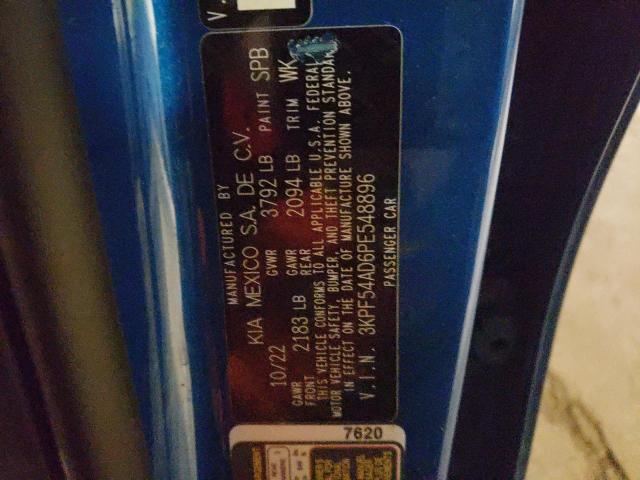 MANUFACTURED BY
KIA MEXICO S.A. DE C.V.
10/22 GVWR 3792 LB PAINT SPB
GAWR FRONT 2183 LB GAWR REAR 2094 LB TRIM WK
THIS VEHICLE CONFORMS TO ALL APPLICABLE U.S.A. FEDERAL
MOTOR VEHICLE SAFETY, BUMPER, AND THEFT PREVENTION STANDAR
IN EFFECT ON THE DATE OF MANUFACTURE SHOWN ABOVE.
V.I.N. 3KPF54AD6PE548896
PASSENGER CAR
7620